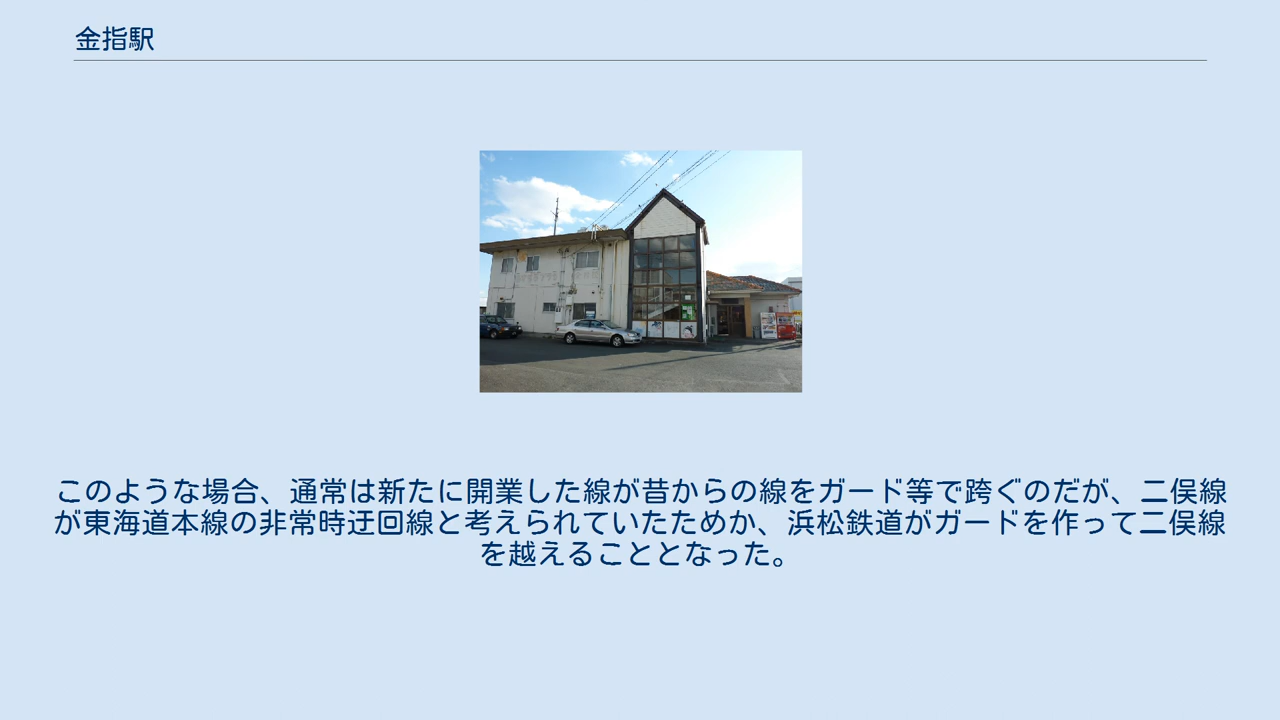 金指駅
このような場合、通常は新たに開業した線が昔からの線をガード等で跨ぐのだが、二俣線
が東海道本線の非常時迂回線と考えられていたためか、浜松鉄道がガードを作って二俣線
を越えることとなった。